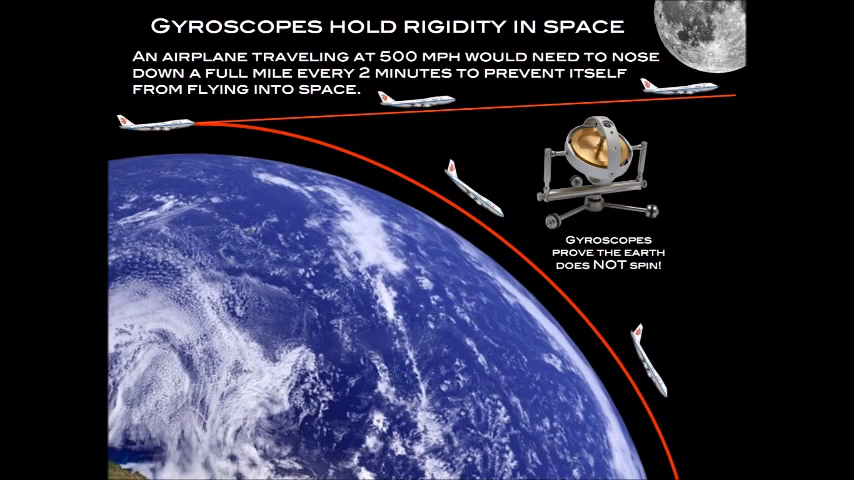 Gyroscopes hold rigidity in space
An airplane traveling at 500 mph would need to nose
down a full mile every 2 minutes to prevent itself
from flying into space.
Gyroscopes
prove the earth
does NOT spin!